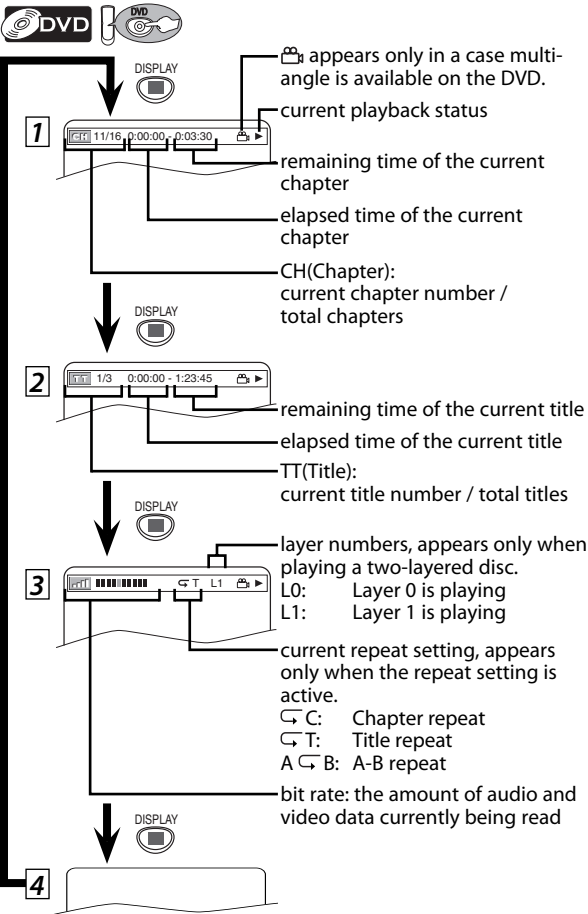 DVD
DVD
DISPLAY
appears only in a case multi-
angle is available on the DVD.
current playback status
1
CH 11/16 0:00:00 - 0:03:30
remaining time of the current
chapter
elapsed time of the current
chapter
CH(Chapter):
current chapter number /
total chapters
DISPLAY
2
TT 1/3 0:00:00 - 1:23:45
remaining time of the current title
elapsed time of the current title
TT(Title):
current title number / total titles
DISPLAY
layer numbers, appears only when
playing a two-layered disc.
L0: Layer 0 is playing
L1: Layer 1 is playing
3
T L1
current repeat setting, appears
only when the repeat setting is
active.
C: Chapter repeat
T: Title repeat
A B: A-B repeat
bit rate: the amount of audio and
video data currently being read
DISPLAY
4